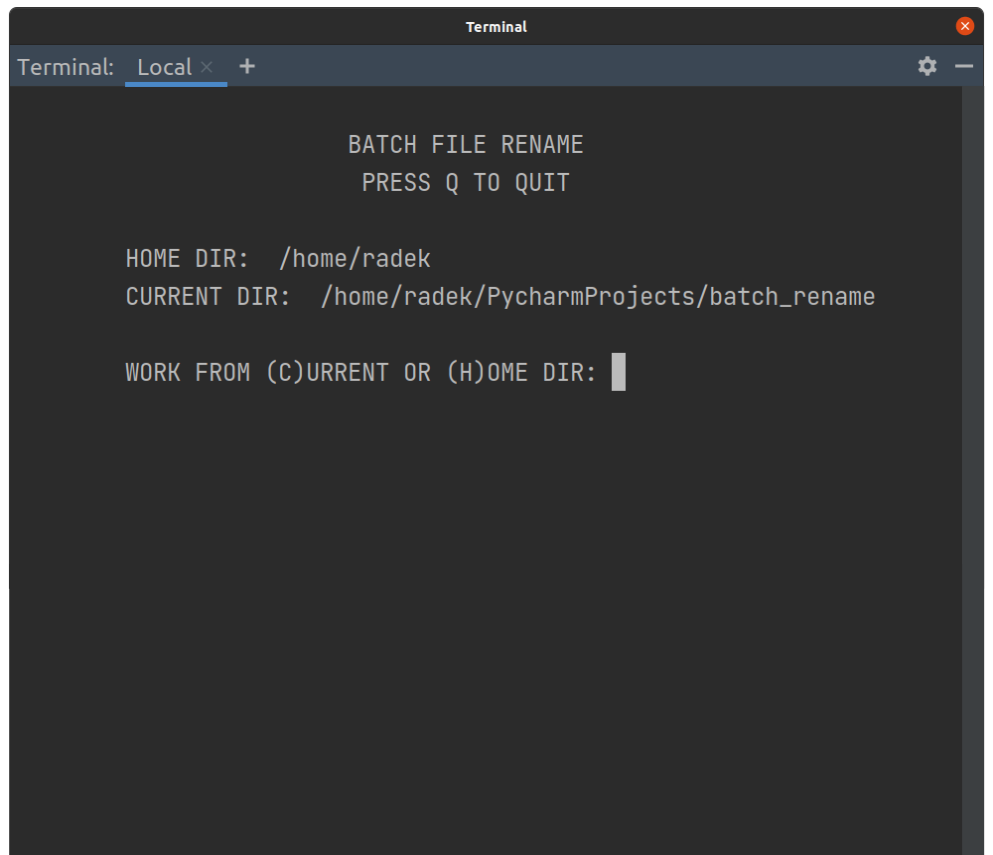 Terminal
Terminal: Local × +
BATCH FILE RENAME
PRESS Q TO QUIT
HOME DIR:  /home/radek
CURRENT DIR:  /home/radek/PycharmProjects/batch_rename
WORK FROM (C)URRENT OR (H)OME DIR: